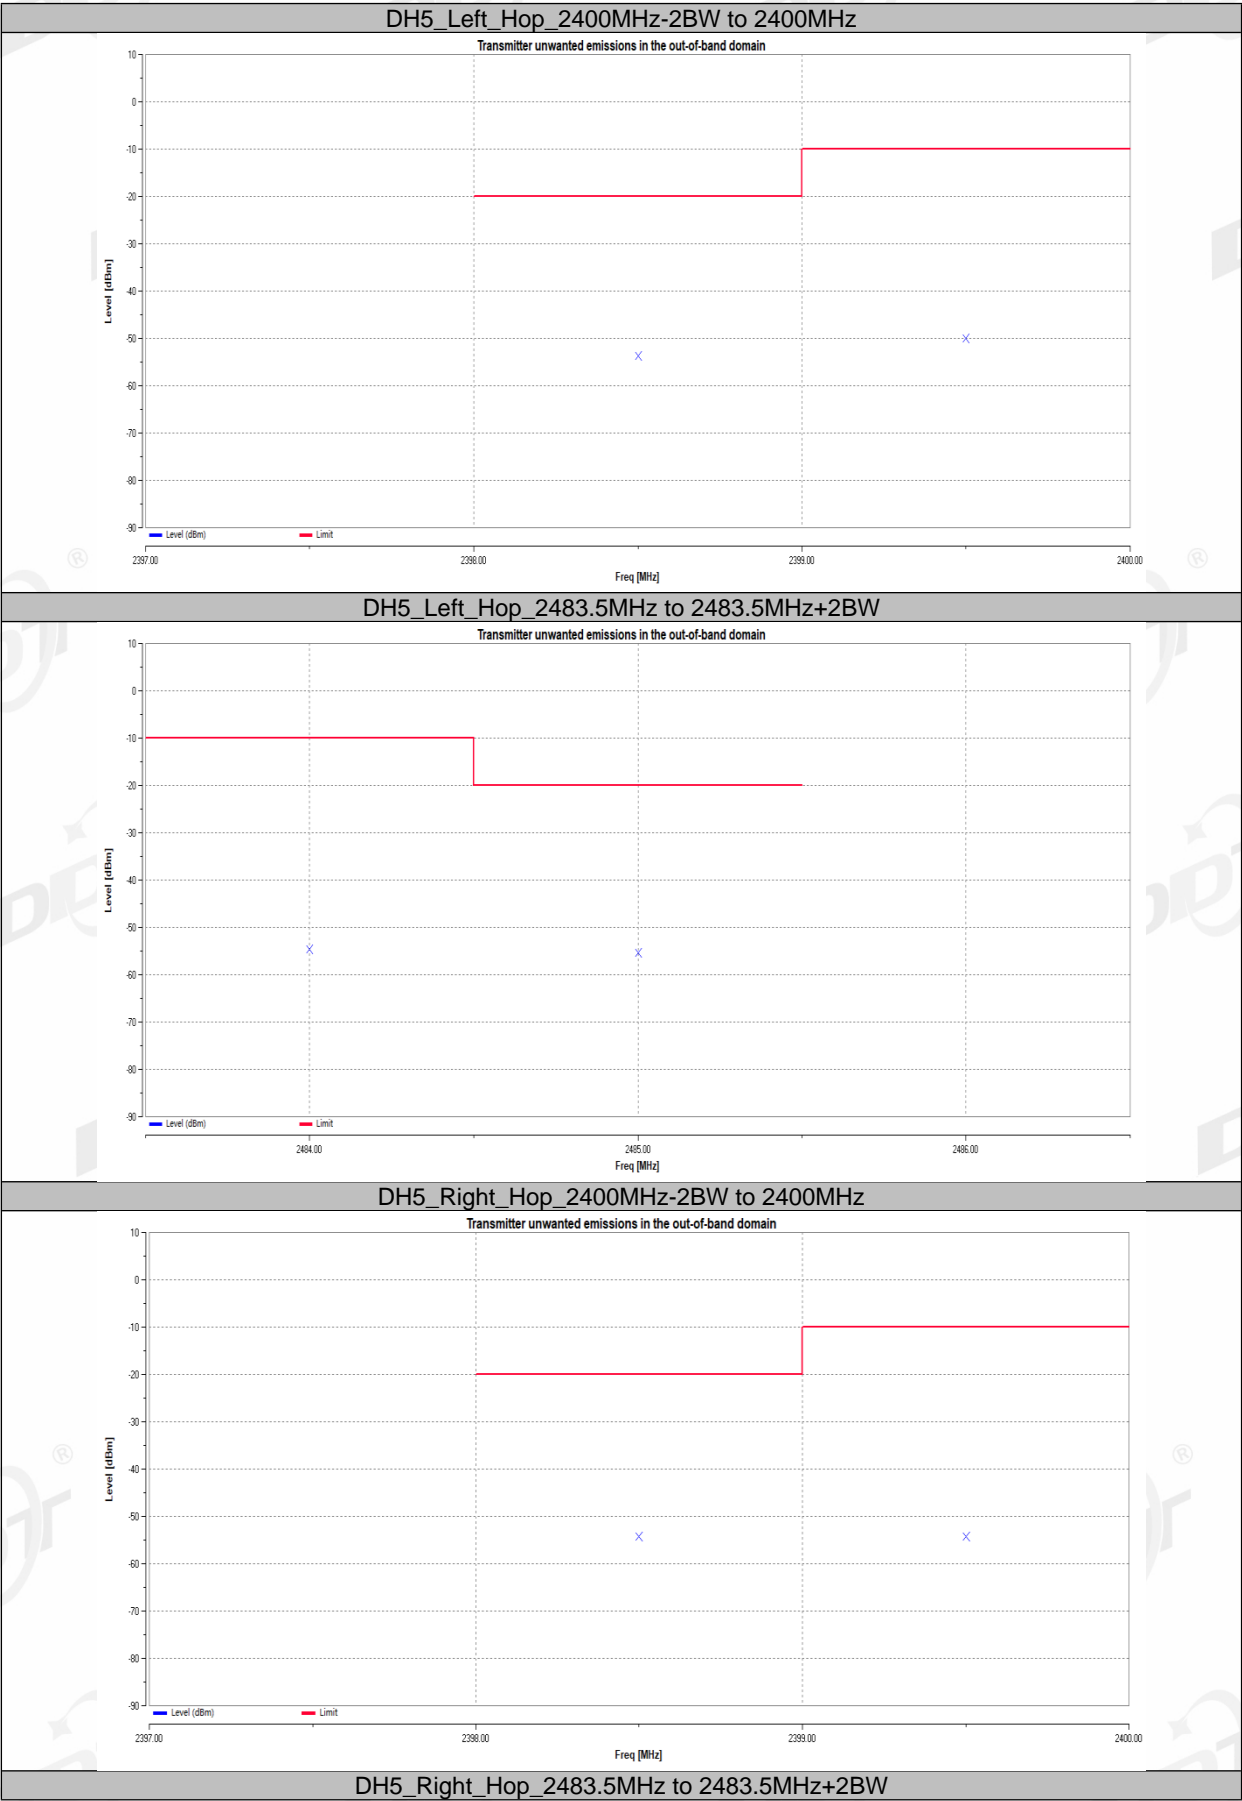 DH5_Left_Hop_2400MHz-2BW to 2400MHz
Transmitter unwanted emissions in the out-of-band domain
10
0
-10
-20
-30
-40
-50
-60
-70
-80
-90
Level [dBm]
Level (dBm) Limit
2397.00 2398.00 2399.00 2400.00
Freq [MHz]
DH5_Left_Hop_2483.5MHz to 2483.5MHz+2BW
Transmitter unwanted emissions in the out-of-band domain
10
0
-10
-20
-30
-40
-50
-60
-70
-80
-90
Level [dBm]
Level (dBm) Limit
2484.00 2485.00 2486.00
Freq [MHz]
DH5_Right_Hop_2400MHz-2BW to 2400MHz
Transmitter unwanted emissions in the out-of-band domain
10
0
-10
-20
-30
-40
-50
-60
-70
-80
-90
Level [dBm]
Level (dBm) Limit
2397.00 2398.00 2399.00 2400.00
Freq [MHz]
DH5_Right_Hop_2483.5MHz to 2483.5MHz+2BW